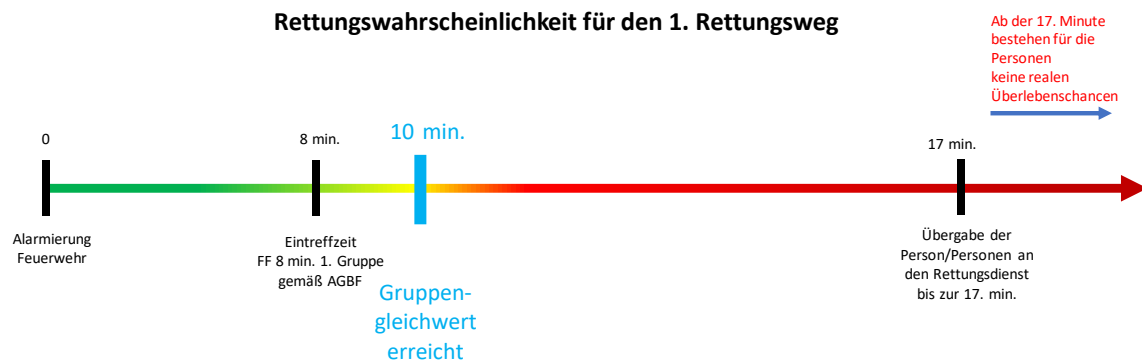 Rettungswahrscheinlichkeit für den 1. Rettungsweg
Ab der 17. Minute
bestehen für die
Personen
keine realen
Überlebenschancen
0
8 min.
10 min.
17 min.
Alarmierung
Feuerwehr
Eintreffzeit
FF 8 min. 1. Gruppe
gemäß AGBF
Gruppen-
gleichwert
erreicht
Übergabe der
Person/Personen an
den Rettungsdienst
bis zur 17. min.